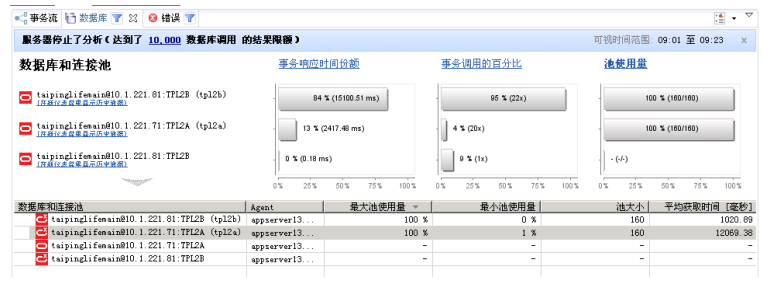 事务流 数据库 错误
服务器停止了分析(达到了 10,000 数据库调用 的结果限额) 可视时间范围: 09:01 至 09:23 x
数据库和连接池 事务响应时间份额 事务调用的百分比 池使用量
taipinglifemain@10.1.221.81:TPL2B (tpl2b) 84 % (15100.51 ms) 95 % (22x) 100 % (160/160)
taipinglifemain@10.1.221.71:TPL2A (tpl2a) 13 % (2417.48 ms) 4 % (20x) 100 % (160/160)
taipinglifemain@10.1.221.81:TPL2B 0 % (0.18 ms) 9 % (1x) - (-/-)
0 % 25 % 50 % 75 % 100 % 0 % 25 % 50 % 75 % 100 % 0 % 25 % 50 % 75 % 100 %
数据库和连接池 Agent 最大池使用量 最小池使用量 池大小 平均获取时间 [毫秒]
taipinglifemain@10.1.221.81:TPL2B (tpl2b) appserver13... 100 % 0 % 160 1020.89
taipinglifemain@10.1.221.71:TPL2A (tpl2a) appserver13... 100 % 1 % 160 12069.38
taipinglifemain@10.1.221.71:TPL2A appserver13... - - - -
taipinglifemain@10.1.221.81:TPL2B appserver13... - - - -